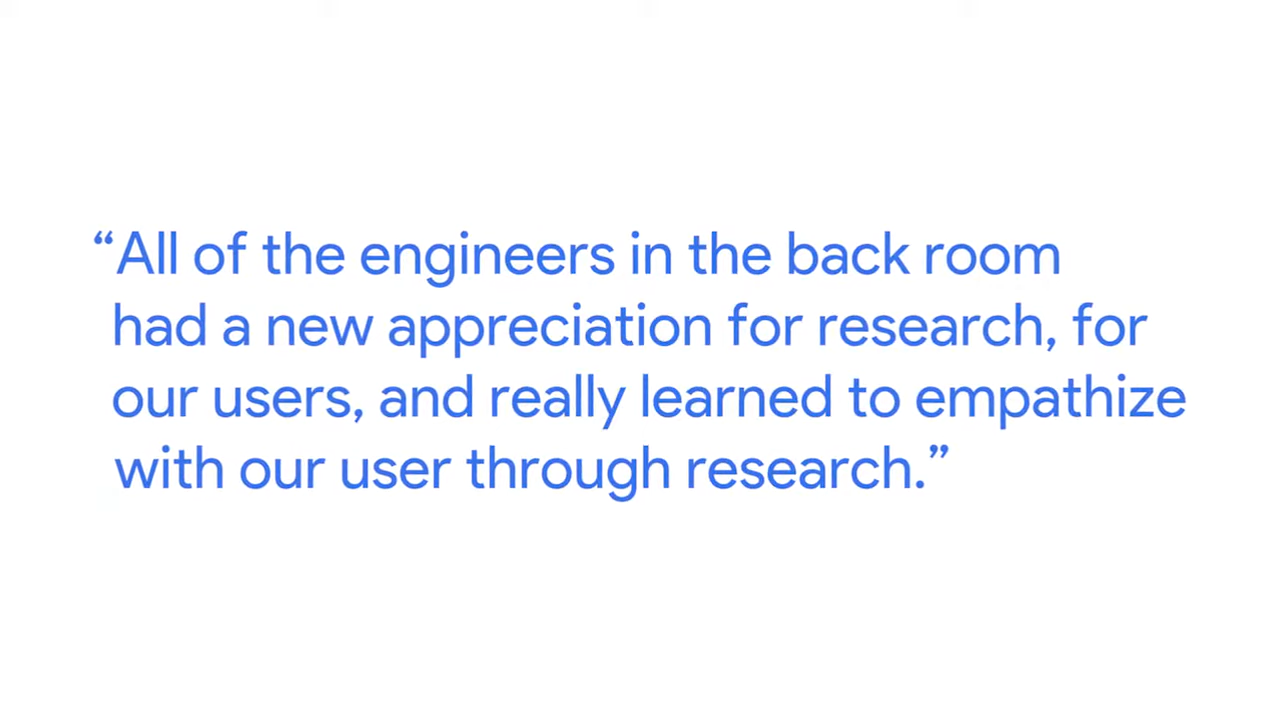 “All of the engineers in the back room
had a new appreciation for research, for
our users, and really learned to empathize
with our user through research.”